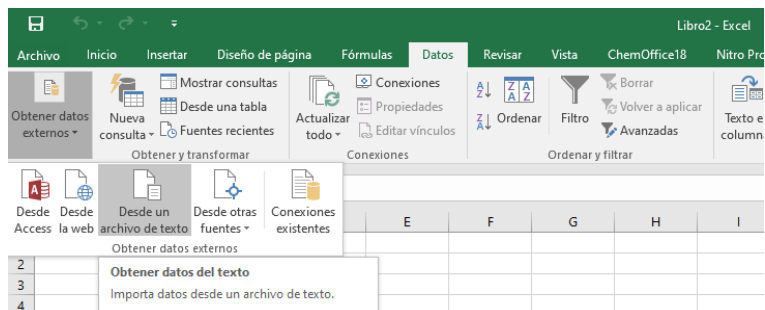 Libro2 - Excel
Archivo Inicio Insertar Diseño de página Fórmulas Datos Revisar Vista ChemOffice18 Nitro Pro
Obtener datos
externos
Nueva
consulta
Mostrar consultas
Desde una tabla
Fuentes recientes
Obtener y transformar
Actualizar
todo
Conexiones
Propiedades
Editar vínculos
Conexiones
Ordenar
Filtro
Borrar
Volver a aplicar
Avanzadas
Ordenar y filtrar
Texto e
column
Desde
Access
Desde
la web
Desde un
archivo de texto
Desde otras
fuentes
Conexiones
existentes
Obtener datos externos
E F G H I
2
3
4
Obtener datos del texto
Importa datos desde un archivo de texto.